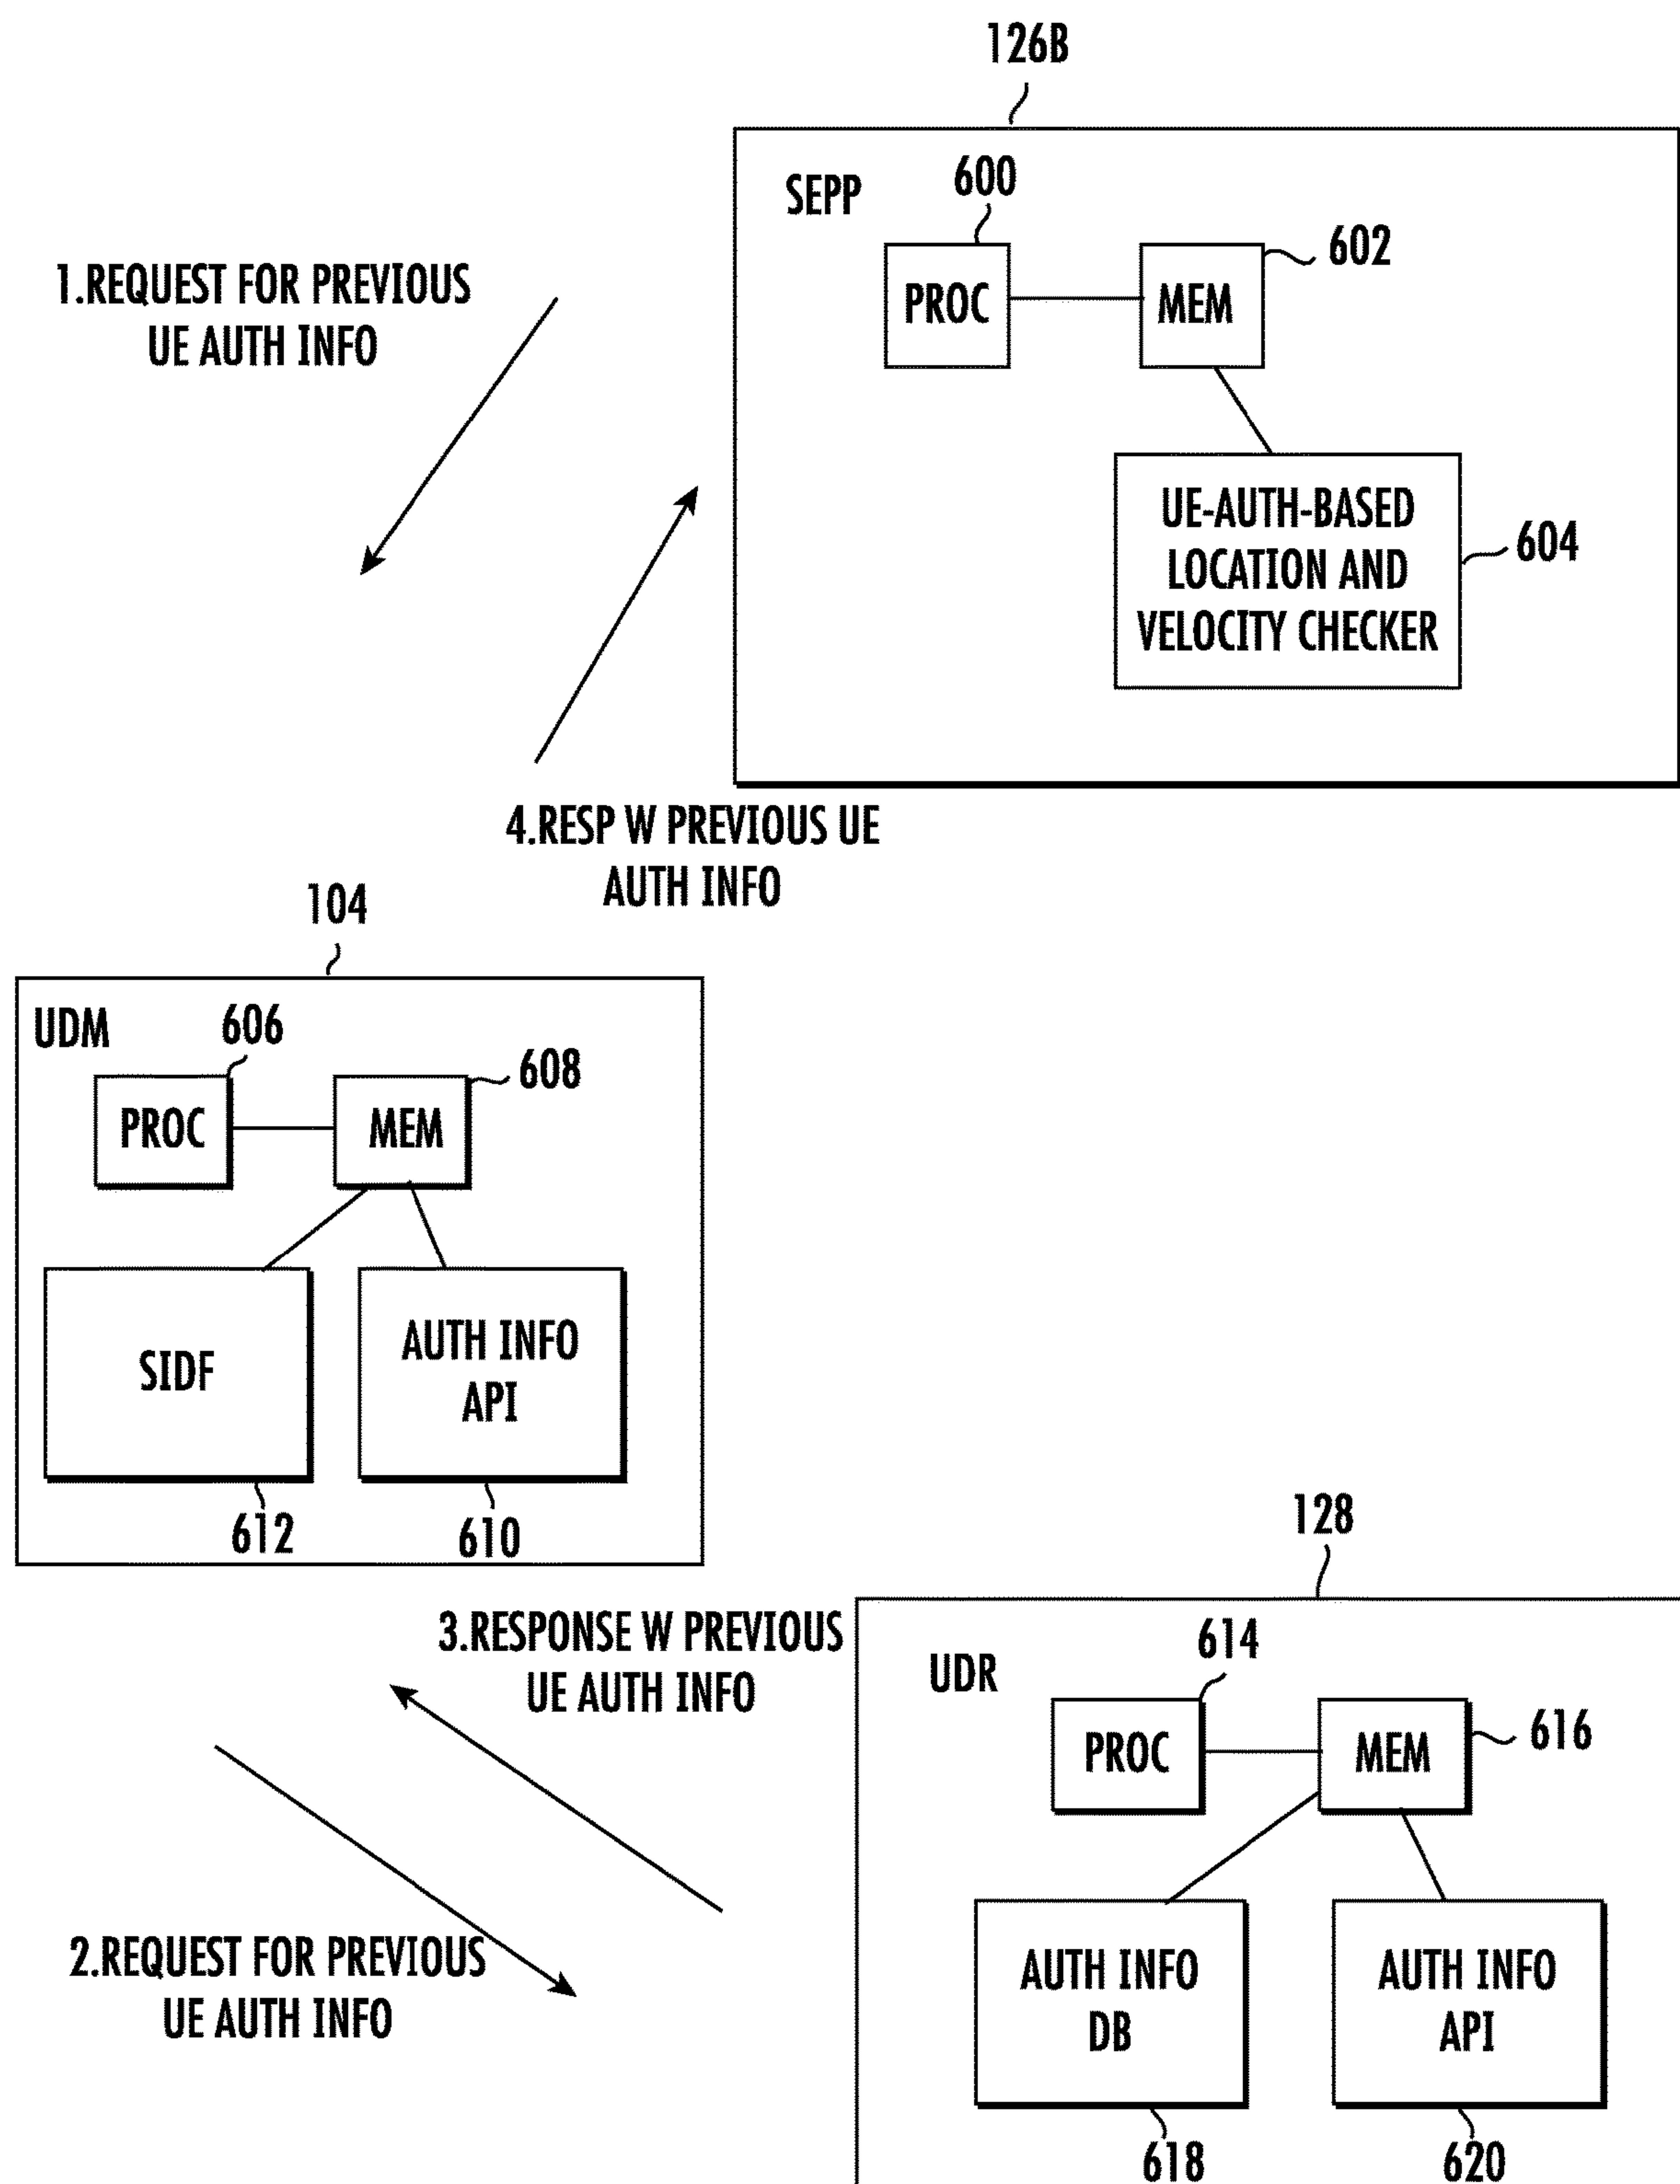 126B
SEPP
600
602
PROC
MEM
1.REQUEST FOR PREVIOUS
UE AUTH INFO
UE-AUTH-BASED
LOCATION AND
VELOCITY CHECKER
604
4.RESP W PREVIOUS UE
AUTH INFO
104
UDM
606
608
PROC
MEM
SIDF
AUTH INFO
API
612
610
128
3.RESPONSE W PREVIOUS
UE AUTH INFO
UDR
614
616
PROC
MEM
2.REQUEST FOR PREVIOUS
UE AUTH INFO
AUTH INFO
DB
AUTH INFO
API
618
620